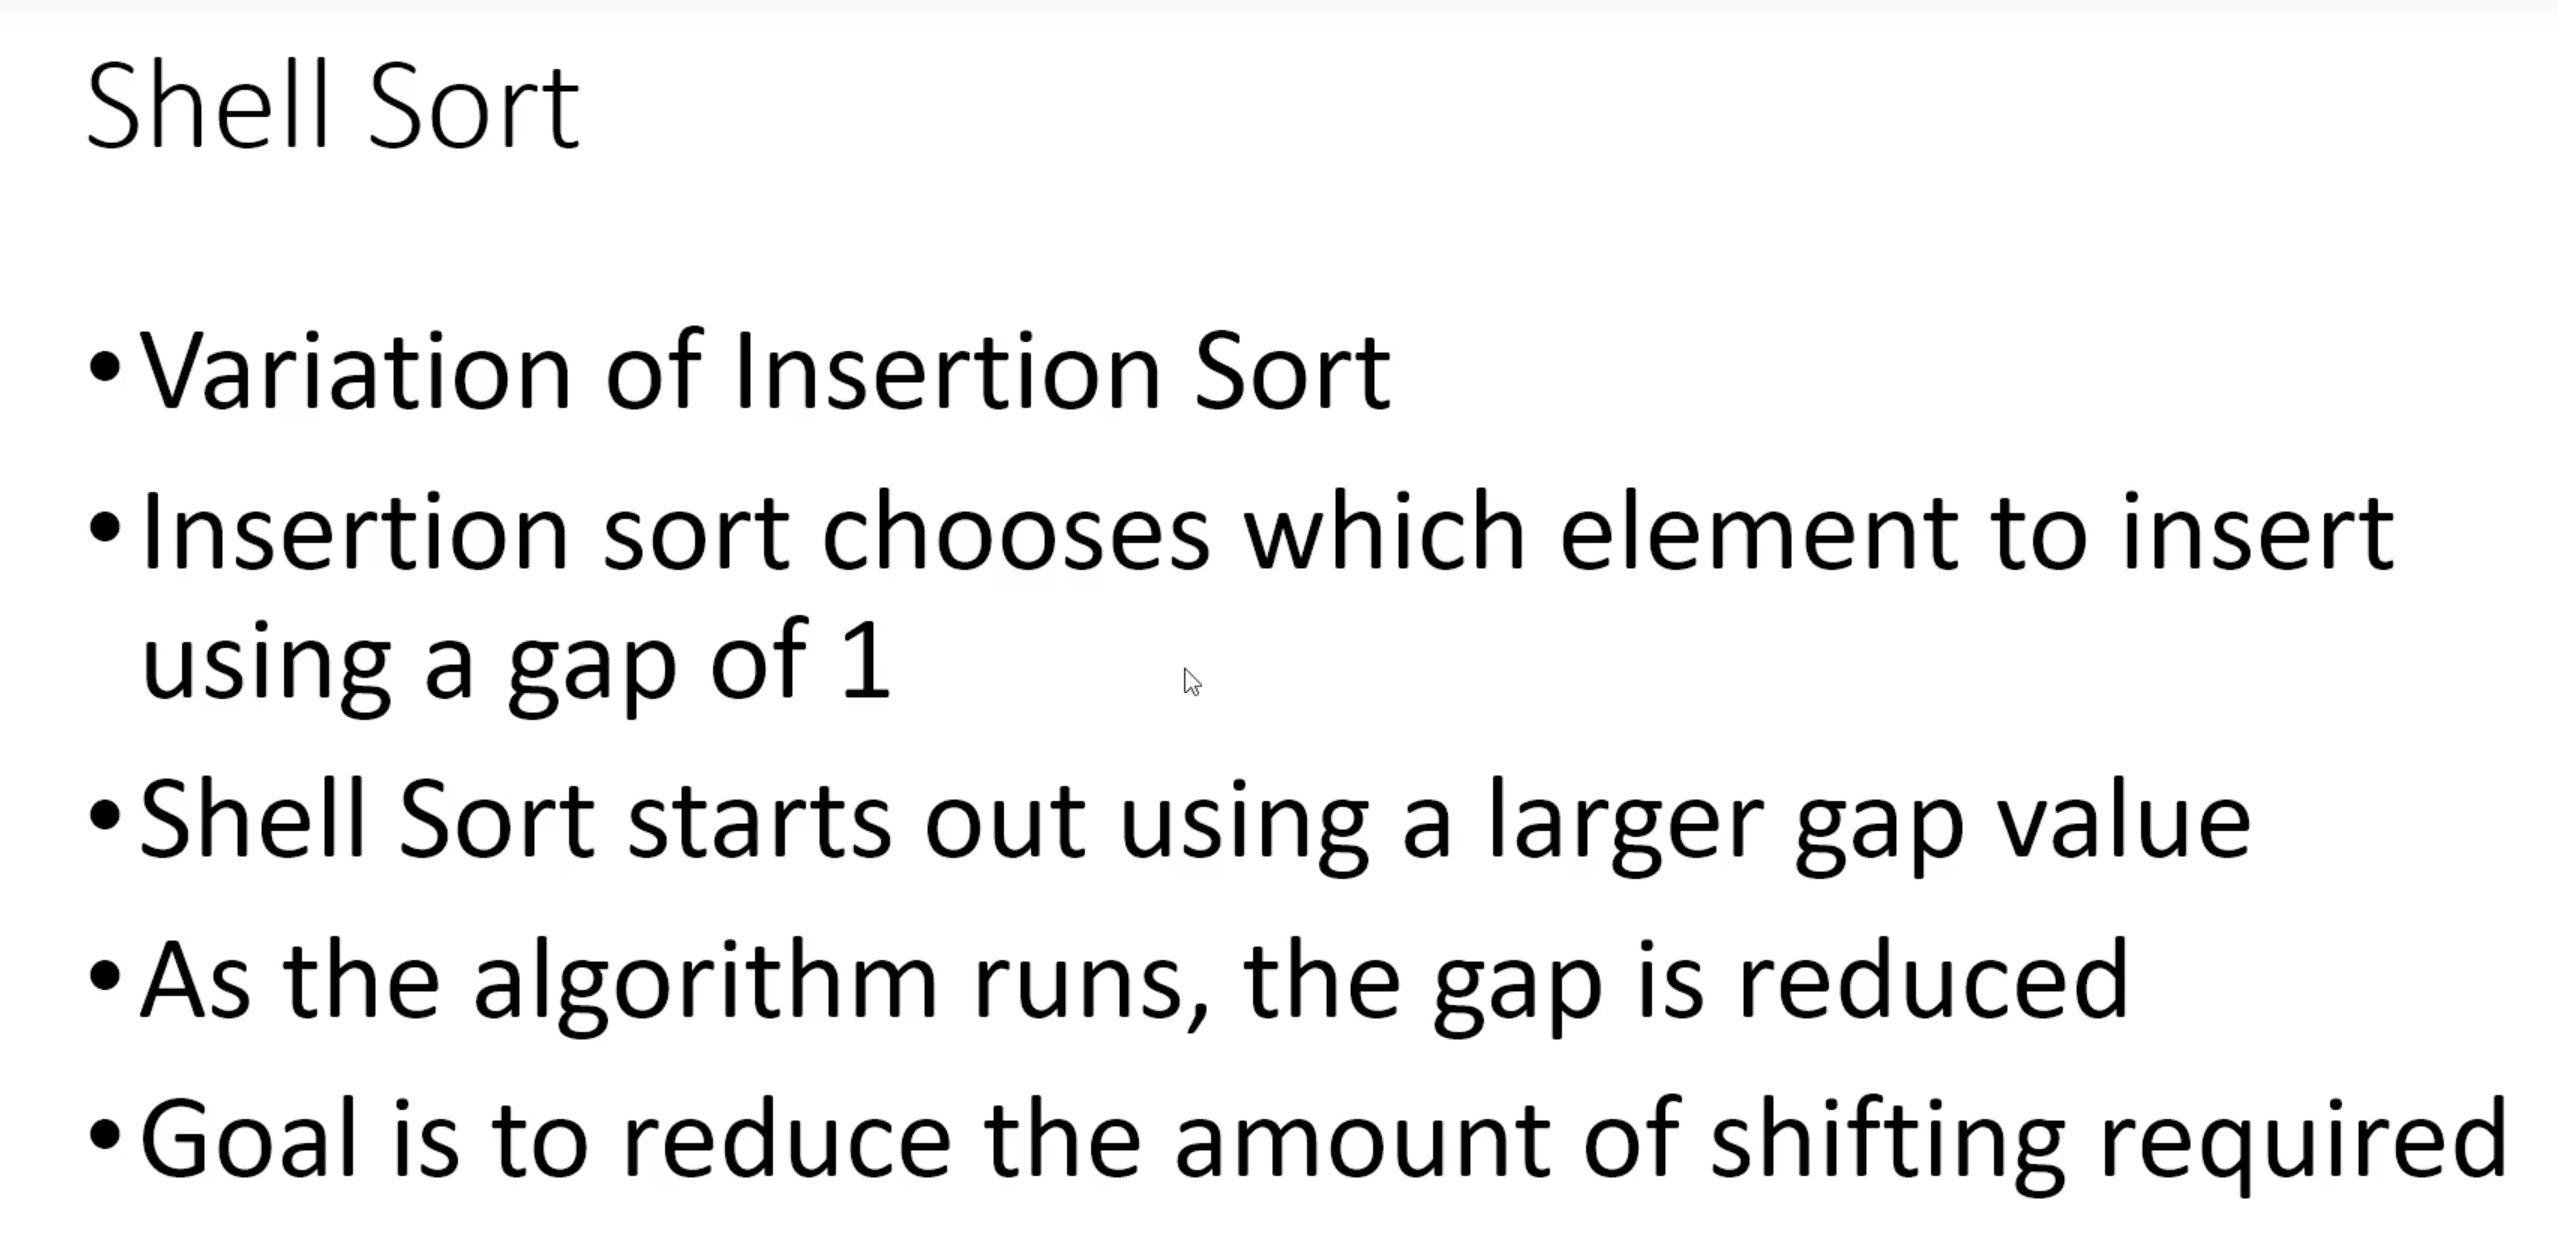 Shell Sort
•Variation of Insertion Sort
•Insertion sort chooses which element to insert
using a gap of 1
•Shell Sort starts out using a larger gap value
•As the algorithm runs, the gap is reduced
•Goal is to reduce the amount of shifting required